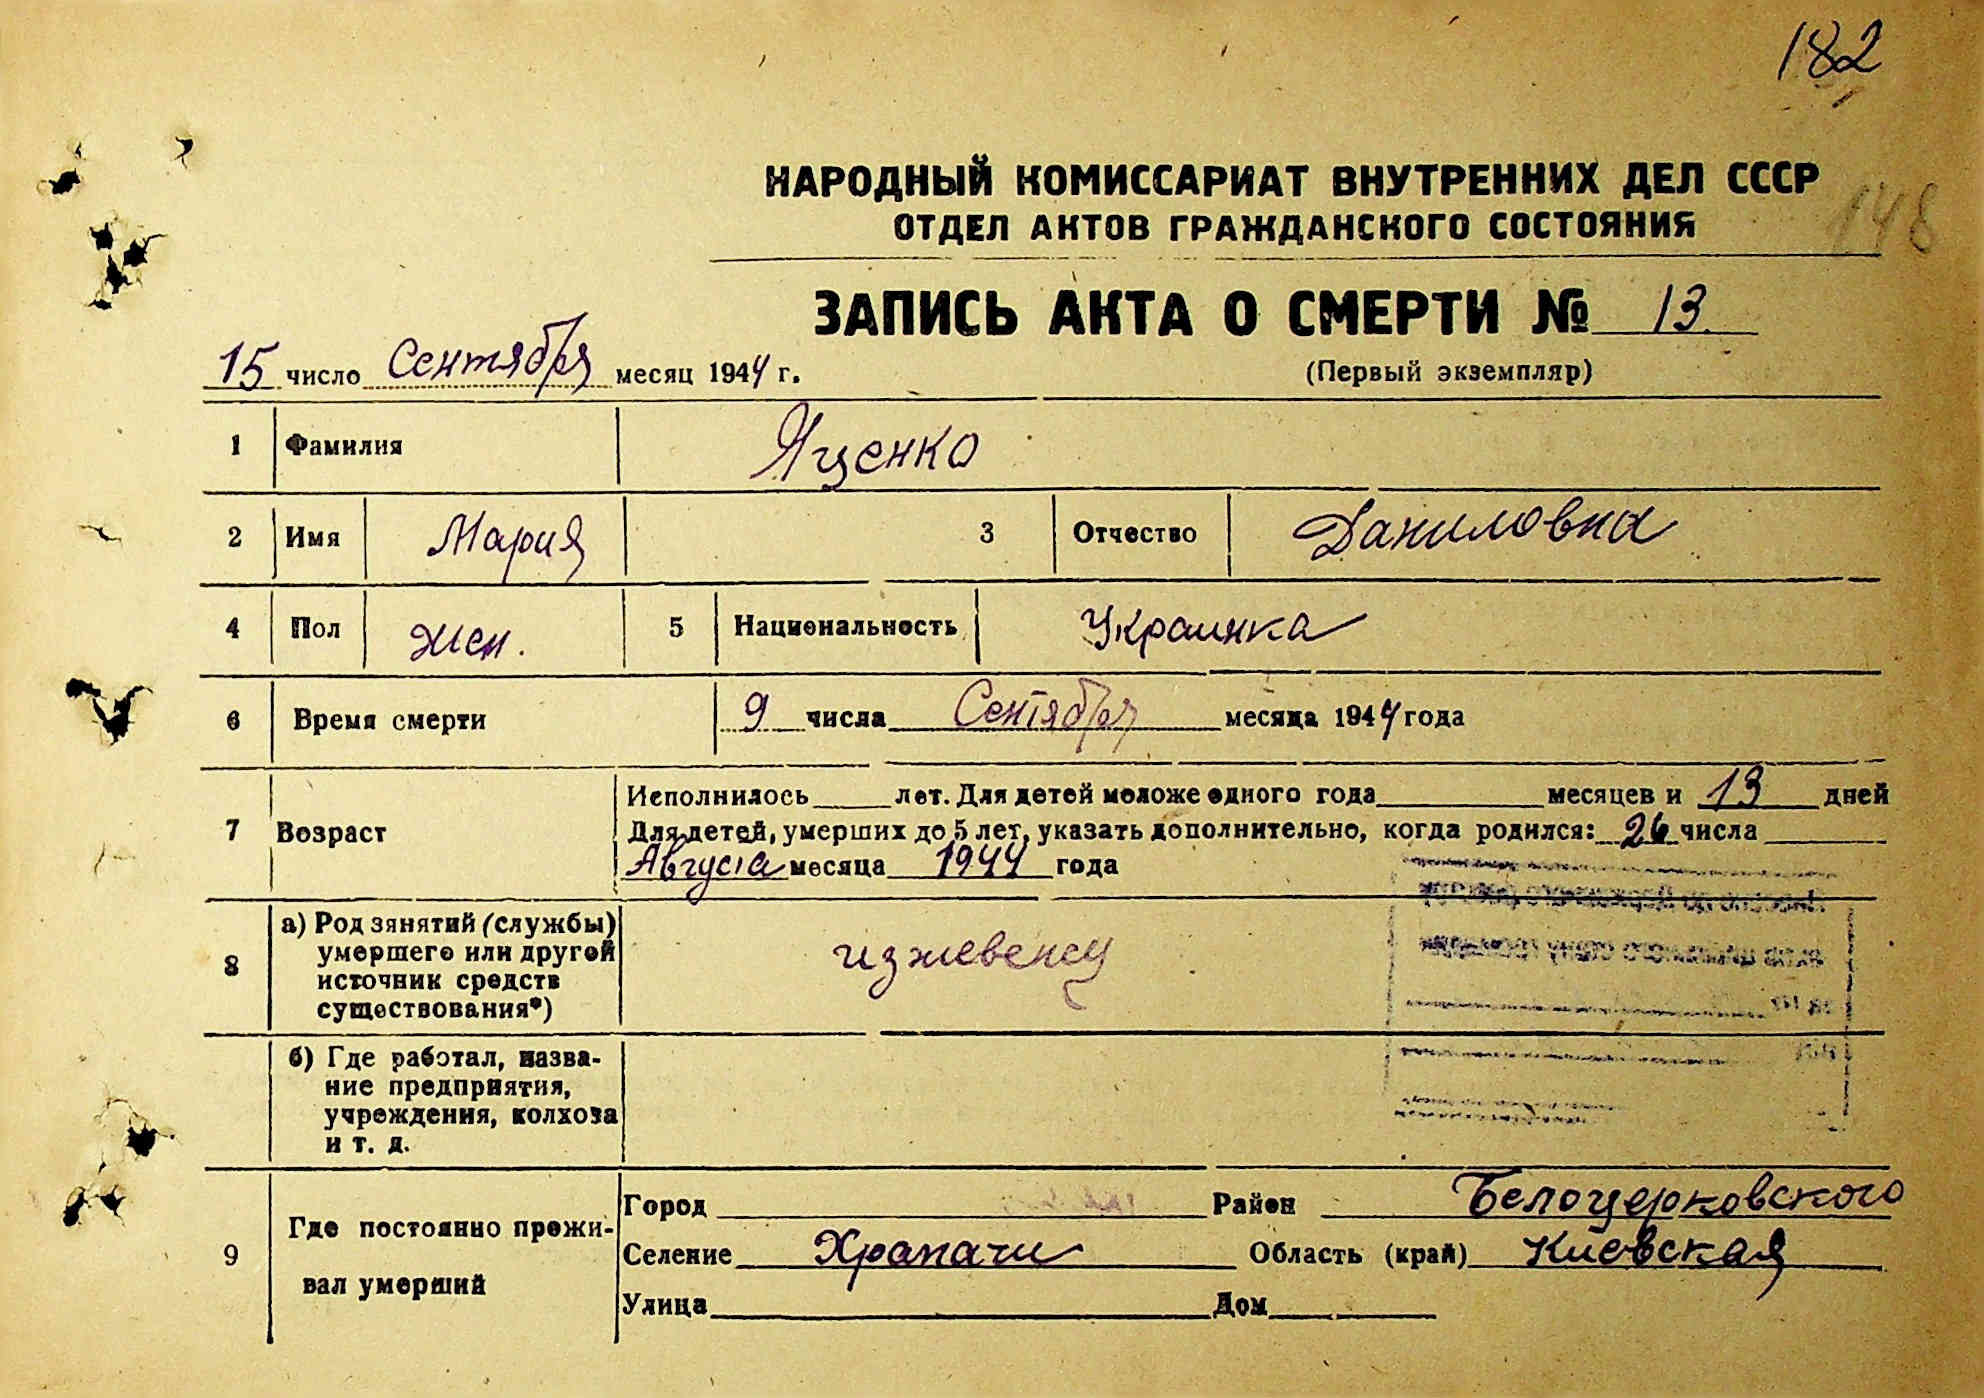 182
НАРОДНЫЙ КОМИССАРИАТ ВНУТРЕННИХ ДЕЛ СССР
148
ОТДЕЛ АКТОВ ГРАЖДАНСКОГО СОСТОЯНИЯ
ЗАПИСЬ АКТА О СМЕРТИ № 13.
15 число Сентября месяц 1944 г.
(Первый экземпляр)
1 Фамилия Яценко
2 Имя Мария 3 Отчество Даниловна
4 Пол жен. 5 Национальность Украинка
6 Время смерти 9 числа Сентября месяца 1944 года
Исполнилось лет. Для детей моложе одного года месяцев и 13 дней
7 Возраст Для детей, умерших до 5 лет, указать дополнительно, когда родился: 26 числа
Августа месяца 1944 года
8 а) Род занятий (службы)
умершего или другой
источник средств
существования*)
изжевенец
б) Где работал, назва-
ние предприятия,
учреждения, колхоза
и т. д.
9 Где постоянно прожи-
вал умерший
Город Район Белоцерковского
Селение Храпачи Область (край) Киевская
Улица Дом